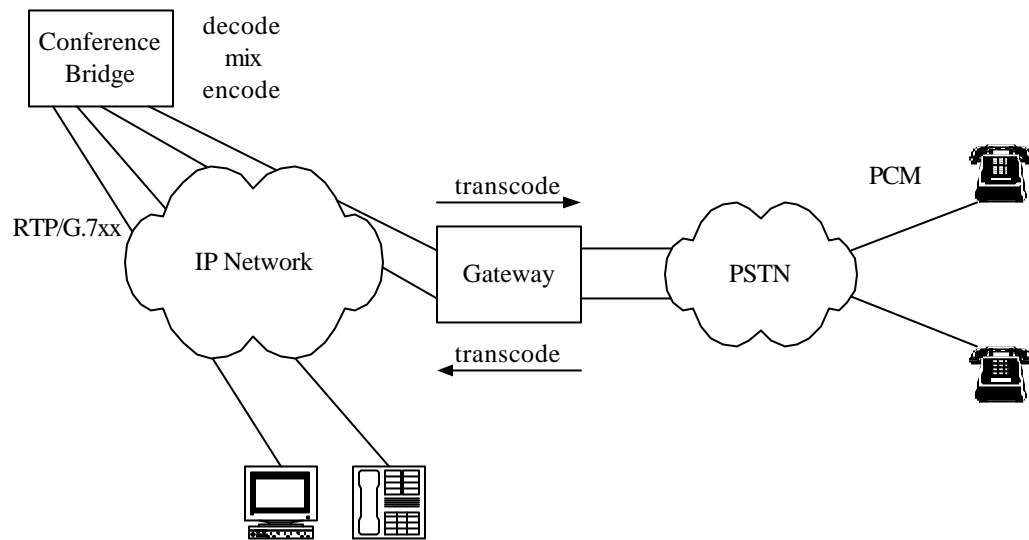 Conference
Bridge
decode
mix
encode
RTP/G.7xx
IP Network
transcode
Gateway
transcode
PSTN
PCM